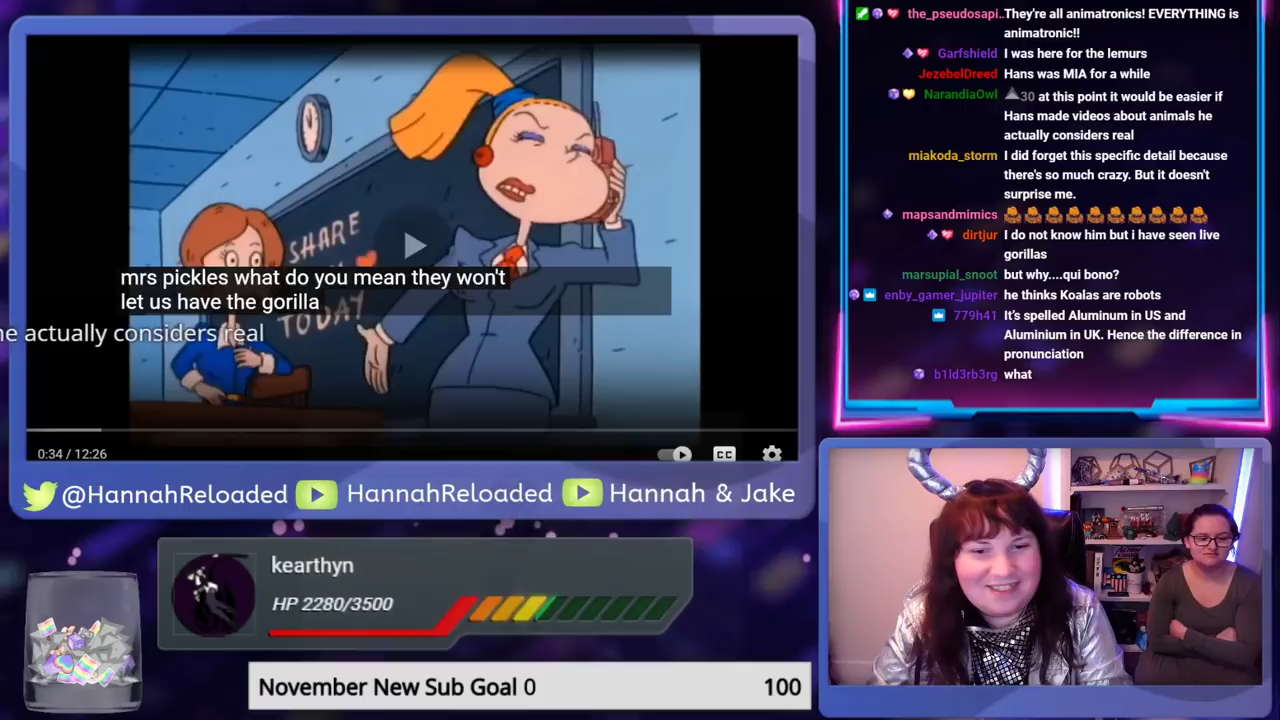 SHARE
TODAY
mrs pickles what do you mean they won't
let us have the gorilla
he actually considers real
0:34 / 12:26
CC
@HannahReloaded HannahReloaded Hannah & Jake
kearthyn
HP 2280/3500
November New Sub Goal 0 100
the_pseudosapi.. They're all animatronics! EVERYTHING is
animatronic!!
Garfshield I was here for the lemurs
JezebelDreed Hans was MIA for a while
NarandiaOwl 30 at this point it would be easier if
Hans made videos about animals he
actually considers real
miakoda_storm I did forget this specific detail because
there's so much crazy. But it doesn't
surprise me.
mapsandmimics
dirtjur I do not know him but i have seen live
gorillas
marsupial_snoot but why....qui bono?
enby_gamer_jupiter he thinks Koalas are robots
779h41 It's spelled Aluminum in US and
Aluminium in UK. Hence the difference in
pronunciation
b1ld3rb3rg what